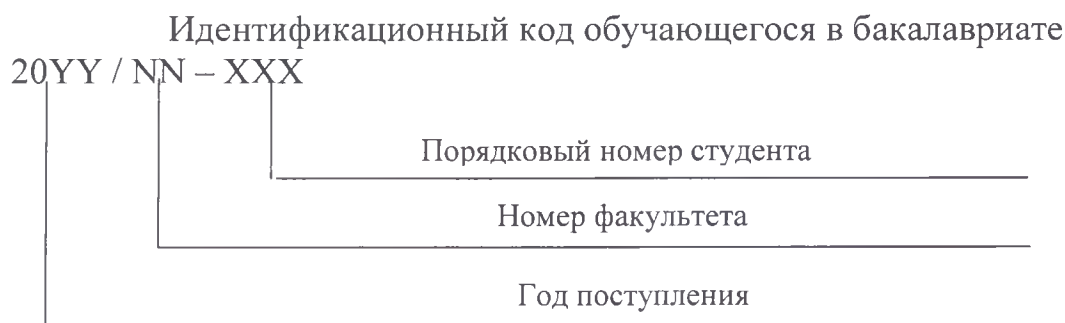 Идентификационный код обучающегося в бакалавриате
20YY / NN – XXX
Порядковый номер студента
Номер факультета
Год поступления